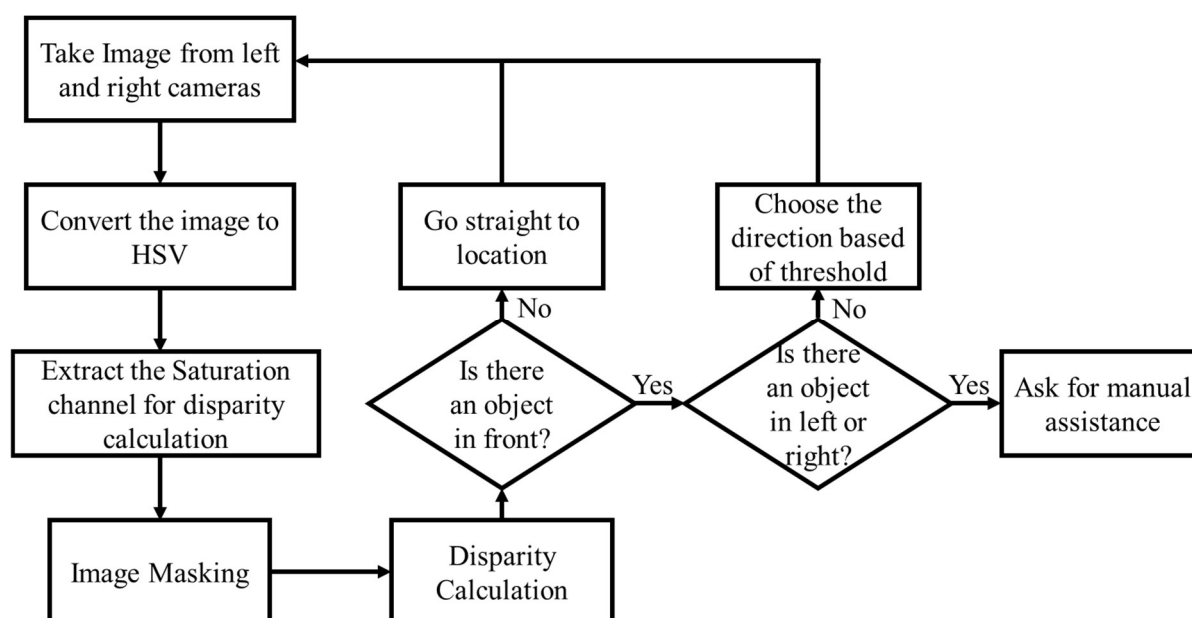 Take Image from left
and right cameras
Convert the image to
HSV
Extract the Saturation
channel for disparity
calculation
Image Masking
Disparity
Calculation
Is there
an object
in front?
No
Go straight to
location
Yes
Is there
an object
in left or
right?
No
Choose the
direction based
of threshold
Yes
Ask for manual
assistance